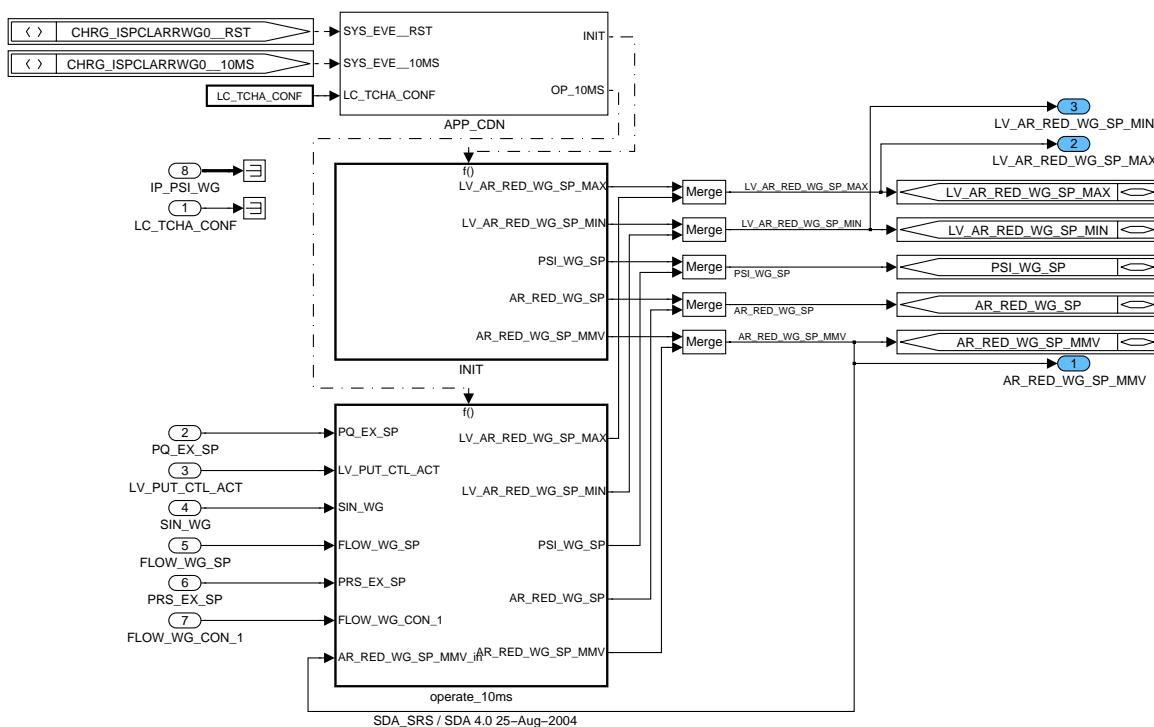 CHRG_ISPCLARRWG0__RST
SYS_EVE__RST
INIT
CHRG_ISPCLARRWG0__10MS
SYS_EVE__10MS
LC_TCHA_CONF
LC_TCHA_CONF
OP_10MS
APP_CDN
3
LV_AR_RED_WG_SP_MIN
2
LV_AR_RED_WG_SP_MAX
8
IP_PSI_WG
1
LC_TCHA_CONF
f()
LV_AR_RED_WG_SP_MAX
Merge
LV_AR_RED_WG_SP_MAX
LV_AR_RED_WG_SP_MAX
LV_AR_RED_WG_SP_MIN
Merge
LV_AR_RED_WG_SP_MIN
LV_AR_RED_WG_SP_MIN
PSI_WG_SP
Merge
PSI_WG_SP
PSI_WG_SP
AR_RED_WG_SP
Merge
AR_RED_WG_SP
AR_RED_WG_SP
AR_RED_WG_SP_MMV
Merge
AR_RED_WG_SP_MMV
AR_RED_WG_SP_MMV
INIT
1
AR_RED_WG_SP_MMV
f()
2
PQ_EX_SP
PQ_EX_SP
LV_AR_RED_WG_SP_MAX
3
LV_PUT_CTL_ACT
LV_PUT_CTL_ACT
LV_AR_RED_WG_SP_MIN
4
SIN_WG
SIN_WG
5
FLOW_WG_SP
FLOW_WG_SP
PSI_WG_SP
6
PRS_EX_SP
PRS_EX_SP
AR_RED_WG_SP
7
FLOW_WG_CON_1
FLOW_WG_CON_1
AR_RED_WG_SP_MMV_in
AR_RED_WG_SP_MMV
operate_10ms
SDA_SRS / SDA 4.0 25−Aug−2004